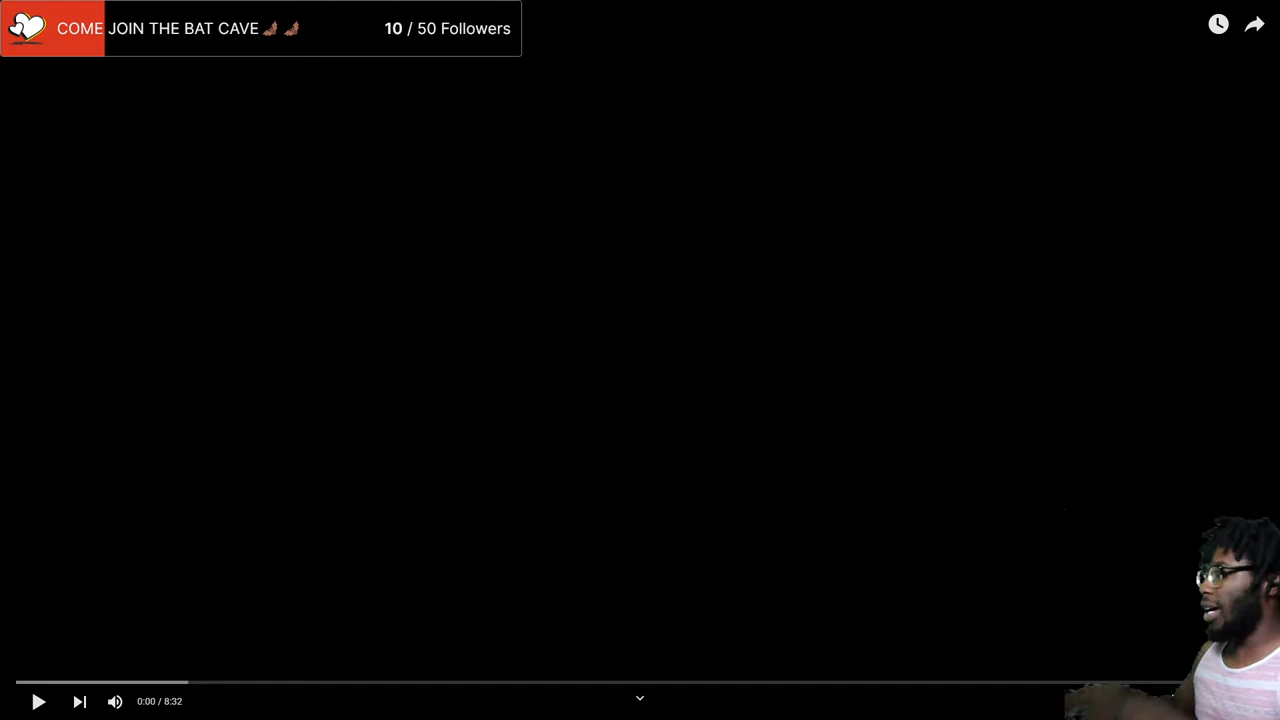 COME JOIN THE BAT CAVE🦇🦇 10 / 50 Followers
0:00 / 8:32